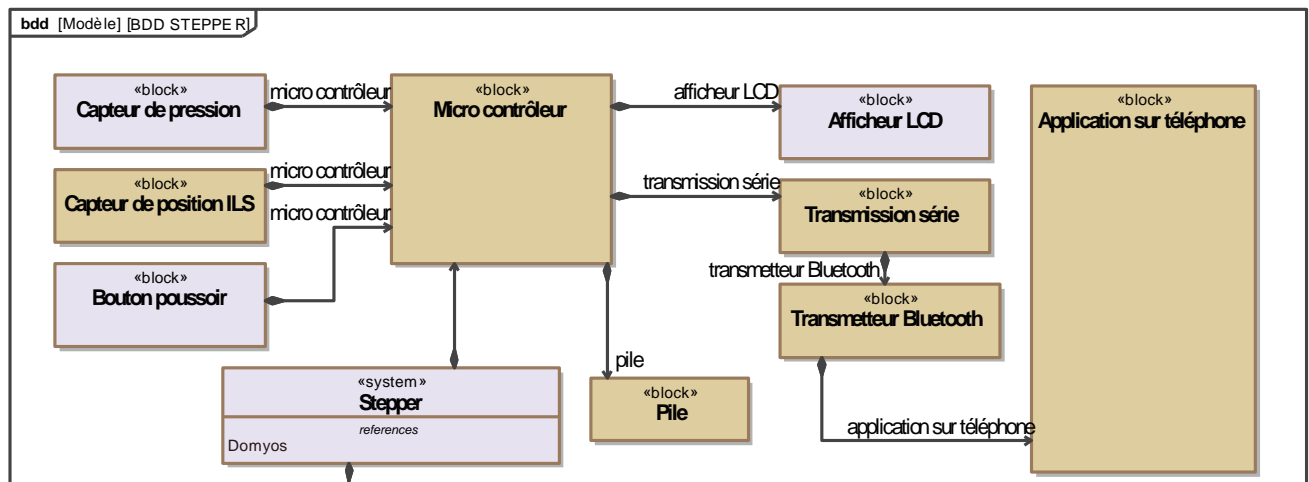 bdd [Modèle] [BDD STEPPER]
«block»
Capteur de pression
micro contrôleur
«block»
Micro contrôleur
afficheur LCD
«block»
Afficheur LCD
«block»
Application sur téléphone
«block»
Capteur de position ILS
micro contrôleur
micro contrôleur
transmission série
«block»
Transmission série
«block»
Bouton poussoir
transmetteur Bluetooth
«block»
Transmetteur Bluetooth
«system»
Stepper
references
Domyos
pile
«block»
Pile
application sur téléphone